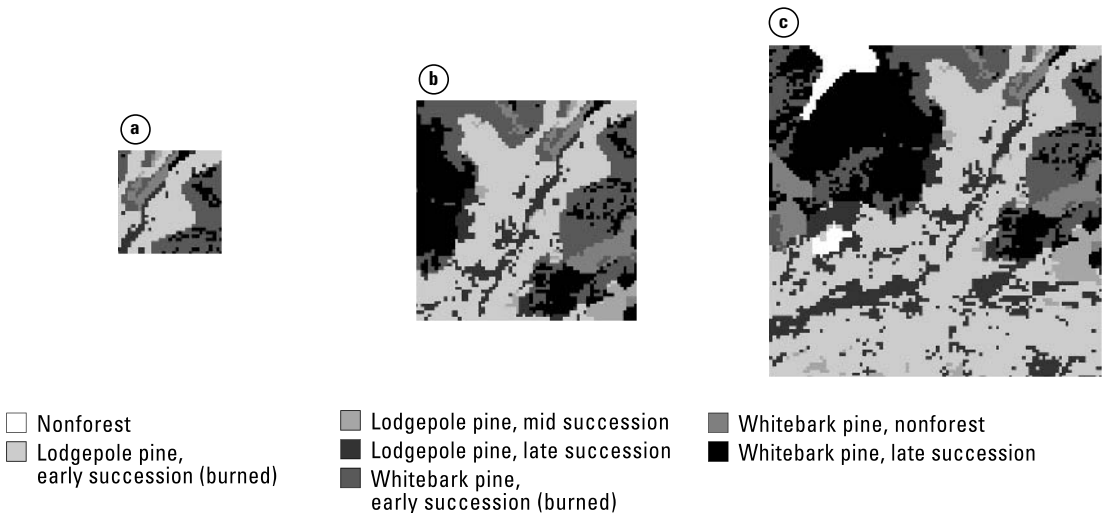 a
b
c
Nonforest
Lodgepole pine,
early succession (burned)
Lodgepole pine, mid succession
Lodgepole pine, late succession
Whitebark pine,
early succession (burned)
Whitebark pine, nonforest
Whitebark pine, late succession